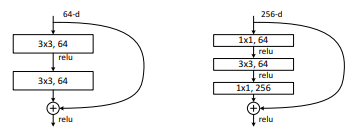 64-d
3x3, 64
relu
3x3, 64
+
relu
256-d
1x1, 64
relu
3x3, 64
relu
1x1, 256
+
relu